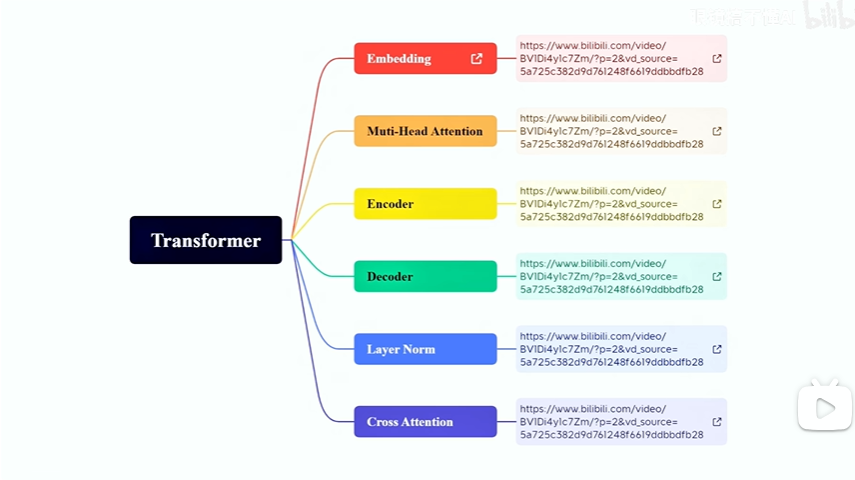 bilibili
Embedding
https://www.bilibili.com/video/
BV1Di4y1c7Zm/?p=2&vd_source=
5a725c382d9d761248f6619ddbbdfb28
Muti-Head Attention
https://www.bilibili.com/video/
BV1Di4y1c7Zm/?p=2&vd_source=
5a725c382d9d761248f6619ddbbdfb28
Encoder
https://www.bilibili.com/video/
BV1Di4y1c7Zm/?p=2&vd_source=
5a725c382d9d761248f6619ddbbdfb28
Transformer
Decoder
https://www.bilibili.com/video/
BV1Di4y1c7Zm/?p=2&vd_source=
5a725c382d9d761248f6619ddbbdfb28
Layer Norm
https://www.bilibili.com/video/
BV1Di4y1c7Zm/?p=2&vd_source=
5a725c382d9d761248f6619ddbbdfb28
Cross Attention
https://www.bilibili.com/video/
BV1Di4y1c7Zm/?p=2&vd_source=
5a725c382d9d761248f6619ddbbdfb28